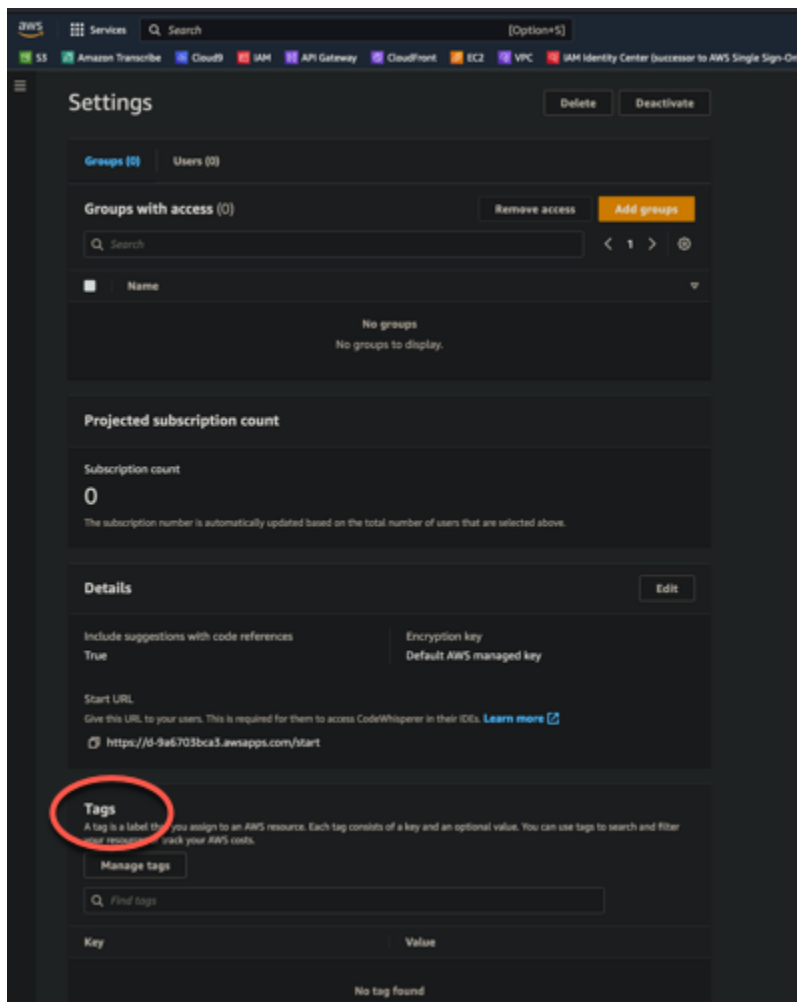 aws Services Search [Option+S]
S3 Amazon Transcribe Cloud9 IAM API Gateway CloudFront EC2 VPC IAM Identity Center (successor to AWS Single Sign-On
Settings Delete Deactivate
Groups (0) Users (0)
Groups with access (0) Remove access Add groups
Search 1
Name
No groups
No groups to display.
Projected subscription count
Subscription count
0
The subscription number is automatically updated based on the total number of users that are selected above.
Details Edit
Include suggestions with code references Encryption key
True Default AWS managed key
Start URL
Give this URL to your users. This is required for them to access CodeWhisperer in their IDEs. Learn more
https://d-9a6703bca3.awsapps.com/start
Tags
A tag is a label you assign to an AWS resource. Each tag consists of a key and an optional value. You can use tags to search and filter
your track your AWS costs.
Manage tags
Find tags
Key Value
No tag found